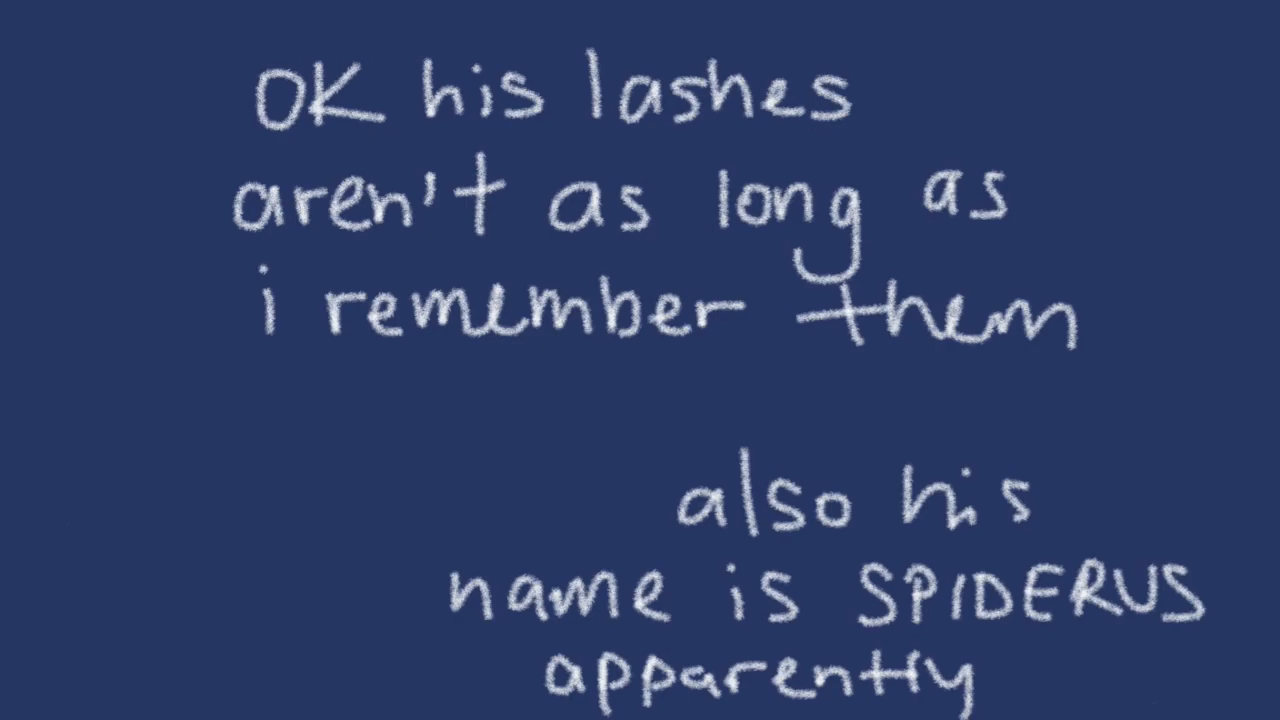 OK his lashes
aren't as long as
i remember them
also his
name is SPIDERUS
apparently